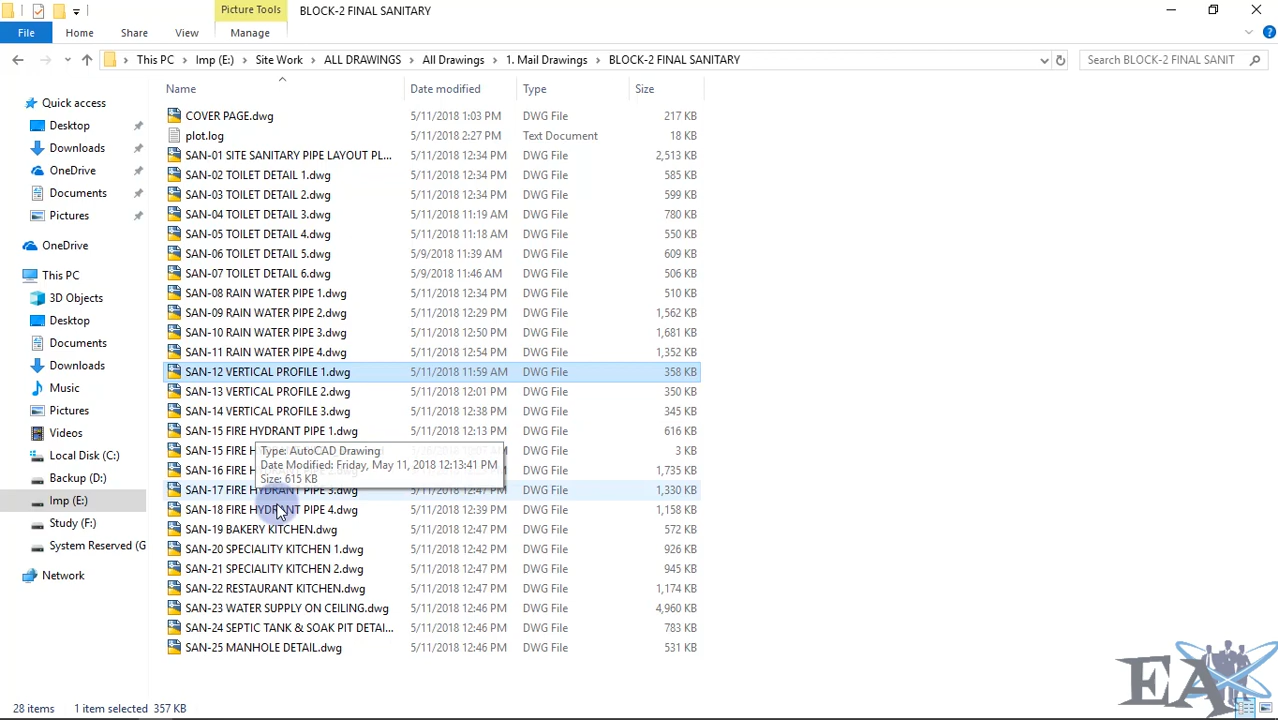 Picture Tools
BLOCK-2 FINAL SANITARY
File Home Share View Manage
This PC Imp (E:) Site Work ALL DRAWINGS All Drawings 1. Mail Drawings BLOCK-2 FINAL SANITARY
Search BLOCK-2 FINAL SANIT
Quick access
Desktop
Downloads
OneDrive
Documents
Pictures
OneDrive
This PC
3D Objects
Desktop
Documents
Downloads
Music
Pictures
Videos
Local Disk (C:)
Backup (D:)
Imp (E:)
Study (F:)
System Reserved (G
Network
Name Date modified Type Size
COVER PAGE.dwg 5/11/2018 1:03 PM DWG File 217 KB
plot.log 5/11/2018 2:27 PM Text Document 18 KB
SAN-01 SITE SANITARY PIPE LAYOUT PL... 5/11/2018 12:34 PM DWG File 2,513 KB
SAN-02 TOILET DETAIL 1.dwg 5/11/2018 12:34 PM DWG File 585 KB
SAN-03 TOILET DETAIL 2.dwg 5/11/2018 12:34 PM DWG File 599 KB
SAN-04 TOILET DETAIL 3.dwg 5/11/2018 11:19 AM DWG File 780 KB
SAN-05 TOILET DETAIL 4.dwg 5/11/2018 11:18 AM DWG File 550 KB
SAN-06 TOILET DETAIL 5.dwg 5/9/2018 11:39 AM DWG File 609 KB
SAN-07 TOILET DETAIL 6.dwg 5/9/2018 11:46 AM DWG File 506 KB
SAN-08 RAIN WATER PIPE 1.dwg 5/11/2018 12:34 PM DWG File 510 KB
SAN-09 RAIN WATER PIPE 2.dwg 5/11/2018 12:29 PM DWG File 1,562 KB
SAN-10 RAIN WATER PIPE 3.dwg 5/11/2018 12:50 PM DWG File 1,681 KB
SAN-11 RAIN WATER PIPE 4.dwg 5/11/2018 12:54 PM DWG File 1,352 KB
SAN-12 VERTICAL PROFILE 1.dwg 5/11/2018 11:59 AM DWG File 358 KB
SAN-13 VERTICAL PROFILE 2.dwg 5/11/2018 12:01 PM DWG File 350 KB
SAN-14 VERTICAL PROFILE 3.dwg 5/11/2018 12:38 PM DWG File 345 KB
SAN-15 FIRE HYDRANT PIPE 1.dwg 5/11/2018 12:13 PM DWG File 616 KB
SAN-15 FIRE DWG File 3 KB
SAN-16 FIRE H DWG File 1,735 KB
Type: AutoCAD Drawing
Date Modified: Friday, May 11, 2018 12:13:41 PM
Size: 615 KB
SAN-17 FIRE HYDRANT PIPE 3.dwg 5/11/2018 12:47 PM DWG File 1,330 KB
SAN-18 FIRE HYDRANT PIPE 4.dwg 5/11/2018 12:39 PM DWG File 1,158 KB
SAN-19 BAKERY KITCHEN.dwg 5/11/2018 12:47 PM DWG File 572 KB
SAN-20 SPECIALITY KITCHEN 1.dwg 5/11/2018 12:42 PM DWG File 926 KB
SAN-21 SPECIALITY KITCHEN 2.dwg 5/11/2018 12:47 PM DWG File 945 KB
SAN-22 RESTAURANT KITCHEN.dwg 5/11/2018 12:47 PM DWG File 1,174 KB
SAN-23 WATER SUPPLY ON CEILING.dwg 5/11/2018 12:46 PM DWG File 4,960 KB
SAN-24 SEPTIC TANK & SOAK PIT DETAI... 5/11/2018 12:46 PM DWG File 783 KB
SAN-25 MANHOLE DETAIL.dwg 5/11/2018 12:46 PM DWG File 531 KB
28 items 1 item selected 357 KB
EA